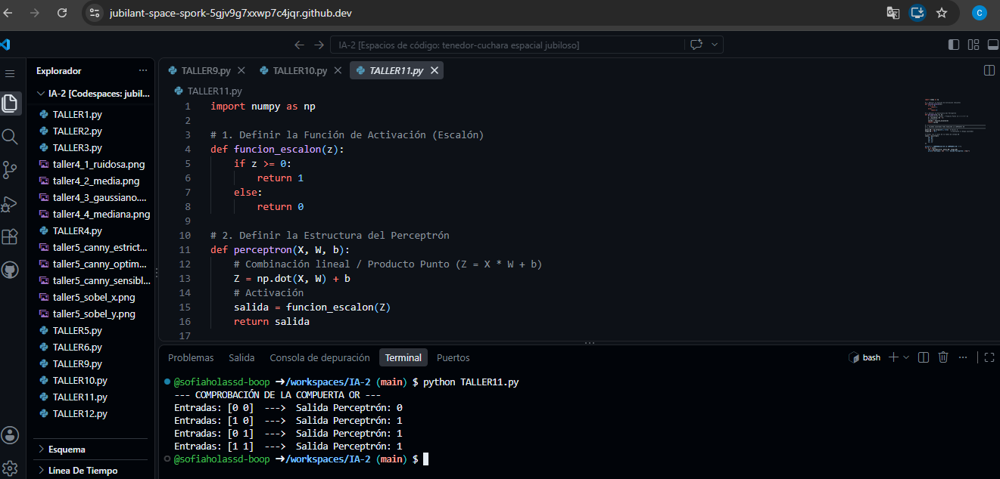 jubilant-space-spork-5gjv9g7xxwp7c4jqr.github.dev
C
IA-2 [Espacios de código: tenedor-cuchara espacial jubiloso]
Explorador
IA-2 [Codespaces: jubil...
TALLER1.py
TALLER2.py
TALLER3.py
taller4_1_ruidosa.png
taller4_2_media.png
taller4_3_gaussiano....
taller4_4_mediana.png
TALLER4.py
taller5_canny_estrict...
taller5_canny_optim...
taller5_canny_sensibl...
taller5_sobel_x.png
taller5_sobel_y.png
TALLER5.py
TALLER6.py
TALLER9.py
TALLER10.py
TALLER11.py
TALLER12.py
Esquema
Línea De Tiempo
TALLER9.py TALLER10.py TALLER11.py
TALLER11.py
1 import numpy as np
2
3 # 1. Definir la Función de Activación (Escalón)
4 def funcion_escalon(z):
5 if z >= 0:
6 return 1
7 else:
8 return 0
9
10 # 2. Definir la Estructura del Perceptrón
11 def perceptron(X, W, b):
12 # Combinación lineal / Producto Punto (Z = X * W + b)
13 Z = np.dot(X, W) + b
14 # Activación
15 salida = funcion_escalon(Z)
16 return salida
17
Problemas Salida Consola de depuración Terminal Puertos
bash
@sofiaholassd-boop ➜/workspaces/IA-2 (main) $ python TALLER11.py
--- COMPROBACIÓN DE LA COMPUERTA OR ---
Entradas: [0 0] ---> Salida Perceptrón: 0
Entradas: [1 0] ---> Salida Perceptrón: 1
Entradas: [0 1] ---> Salida Perceptrón: 1
Entradas: [1 1] ---> Salida Perceptrón: 1
@sofiaholassd-boop ➜/workspaces/IA-2 (main) $